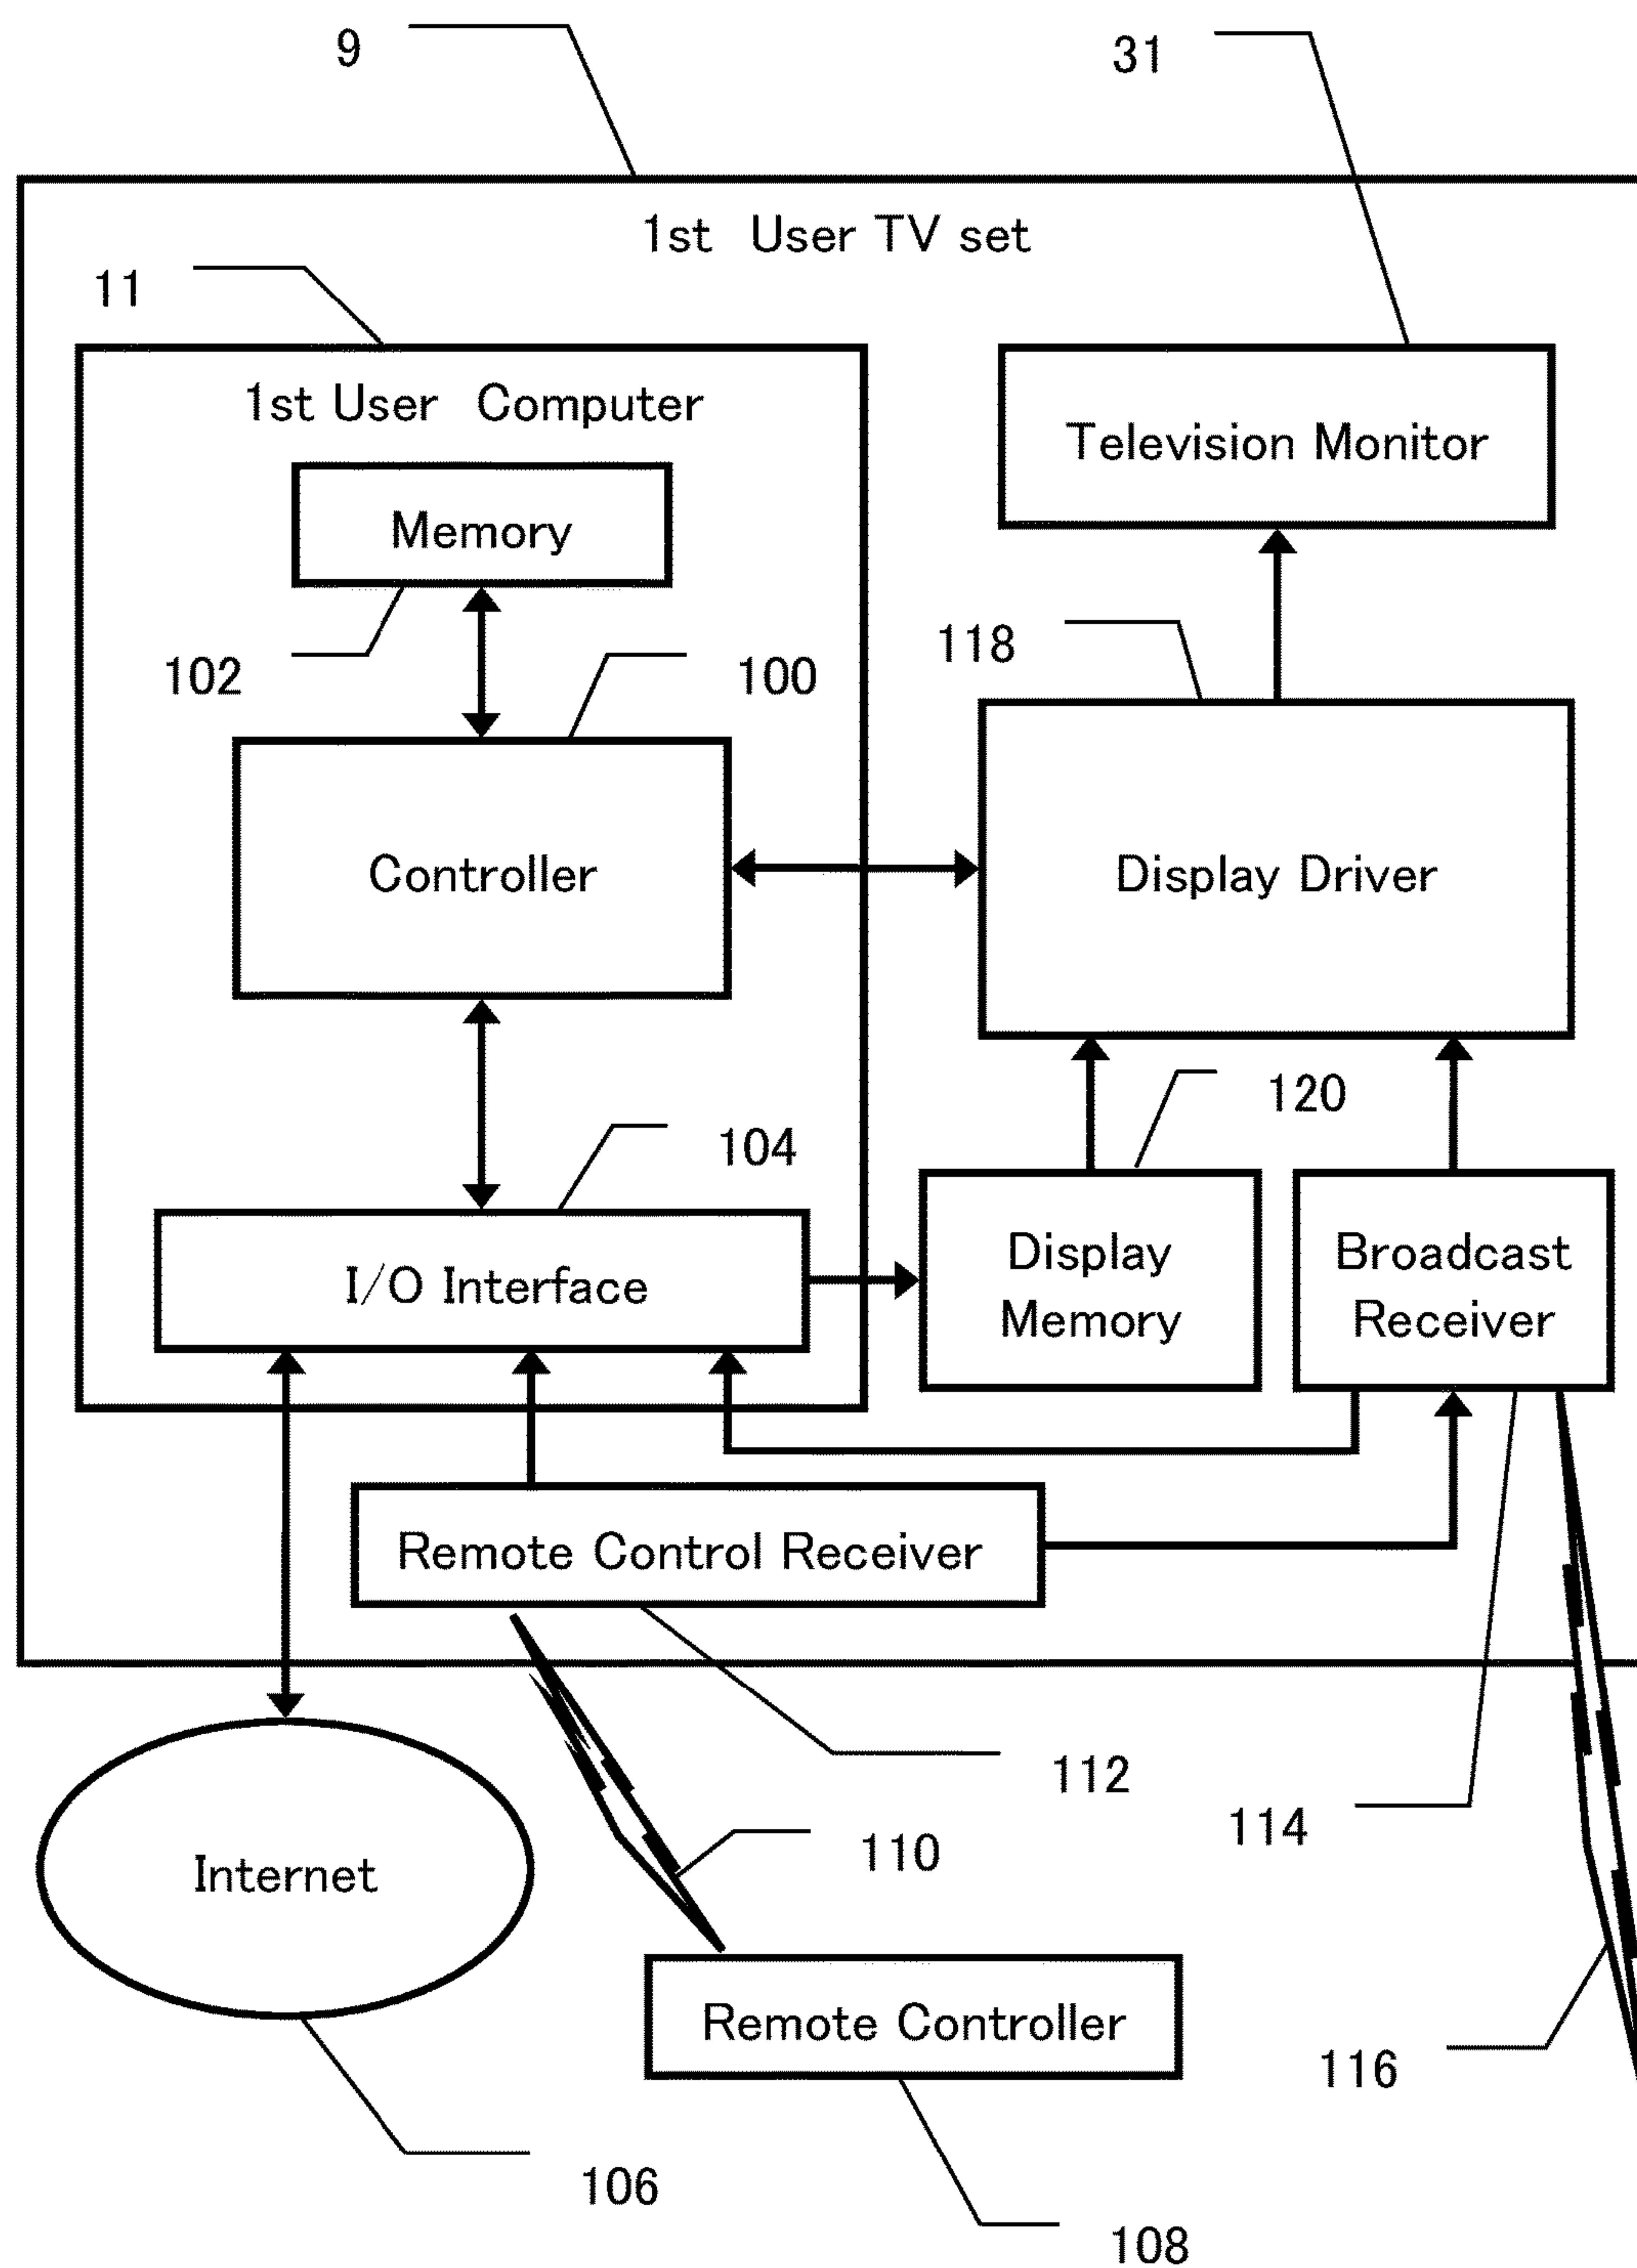 9
31
1st User TV set
11
1st User Computer
Television Monitor
Memory
118
102
100
Controller
Display Driver
120
104
I/O Interface
Display
Memory
Broadcast
Receiver
Remote Control Receiver
112
114
110
Internet
Remote Controller
116
106
108